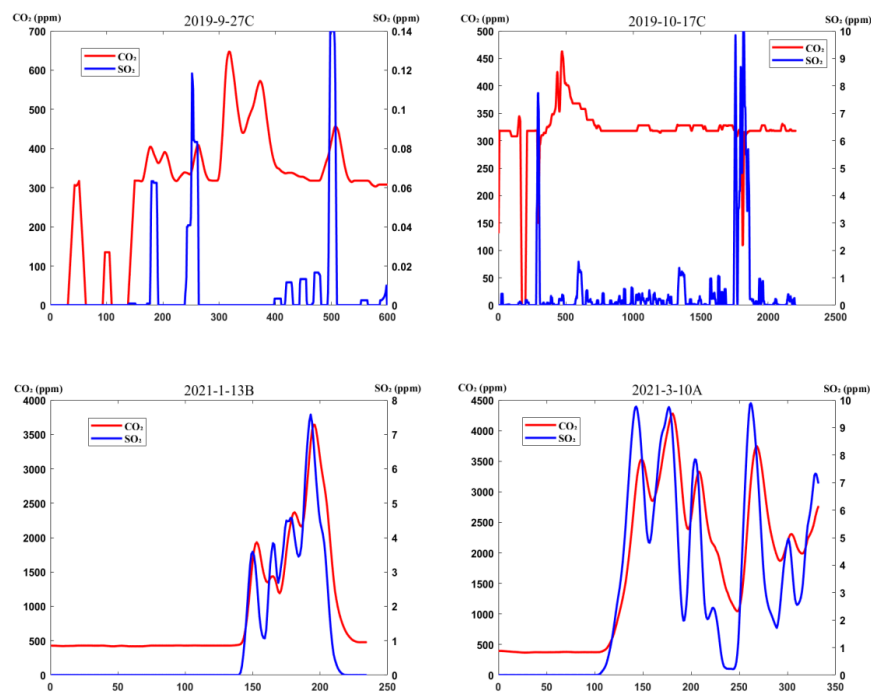 CO₂ (ppm) 2019-9-27C SO₂ (ppm)
700 0.14
CO₂
SO₂
600 0.12
500 0.1
400 0.08
300 0.06
200 0.04
100 0.02
0 0
0 100 200 300 400 500 600
CO₂ (ppm) 2019-10-17C SO₂ (ppm)
500 10
CO₂
SO₂
450 9
400 8
350 7
300 6
250 5
200 4
150 3
100 2
50 1
0 0
0 500 1000 1500 2000 2500
CO₂ (ppm) 2021-1-13B SO₂ (ppm)
4000 8
CO₂
SO₂
3500 7
3000 6
2500 5
2000 4
1500 3
1000 2
500 1
0 0
0 50 100 150 200 250
CO₂ (ppm) 2021-3-10A SO₂ (ppm)
4500 10
CO₂
SO₂
4000 9
3500 8
3000 7
2500 6
2000 5
1500 4
1000 3
500 2
0 1
0
0 50 100 150 200 250 300 350